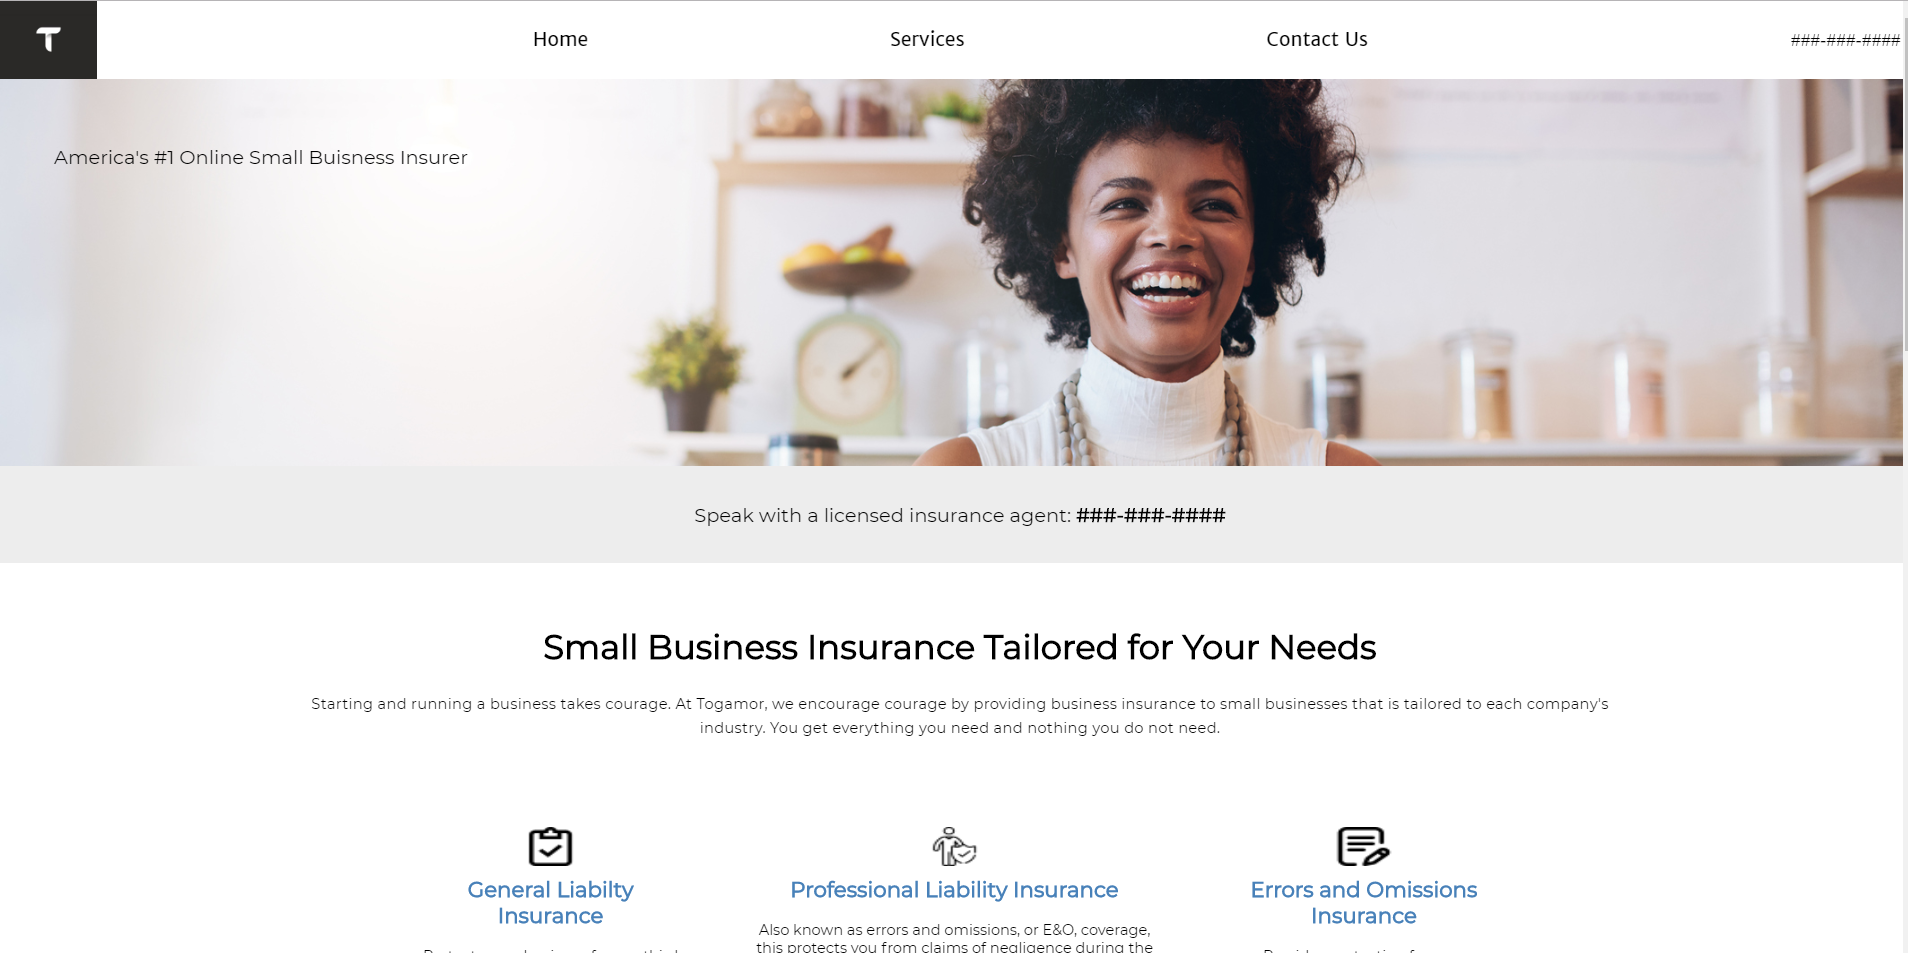 T
Home
Services
Contact Us
###-###-####
America's #1 Online Small Buisness Insurer
Speak with a licensed insurance agent: ###-###-####
Small Business Insurance Tailored for Your Needs
Starting and running a business takes courage. At Togamor, we encourage courage by providing business insurance to small businesses that is tailored to each company's
industry. You get everything you need and nothing you do not need.
General Liabilty
Insurance
Professional Liability Insurance
Also known as errors and omissions, or E&O, coverage,
this protects you from claims of negligence during the
Errors and Omissions
Insurance